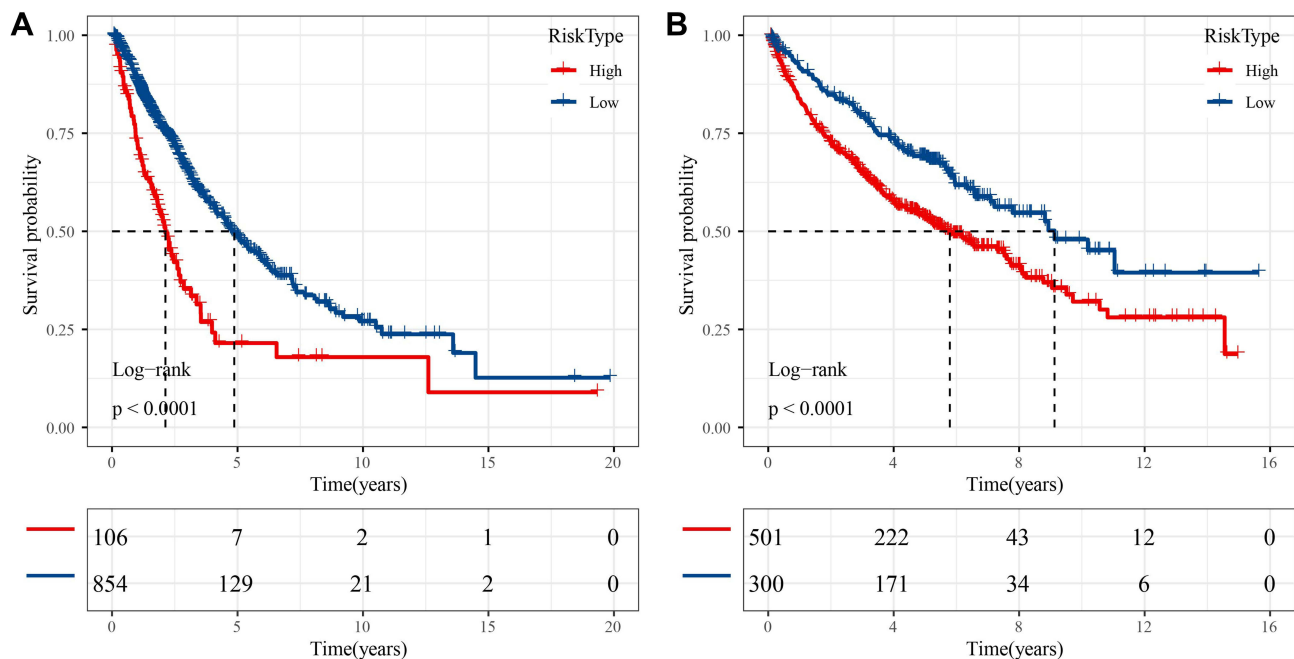 A
RiskType
High
Low
Survival probability
1.00
0.75
0.50
0.25
0.00
Log-rank
p < 0.0001
0 5 10 15 20
Time(years)
106 7 2 1 0
854 129 21 2 0
0 5 10 15 20
Time(years)
B
RiskType
High
Low
Survival probability
1.00
0.75
0.50
0.25
0.00
Log-rank
p < 0.0001
0 4 8 12 16
Time(years)
501 222 43 12 0
300 171 34 6 0
0 4 8 12 16
Time(years)